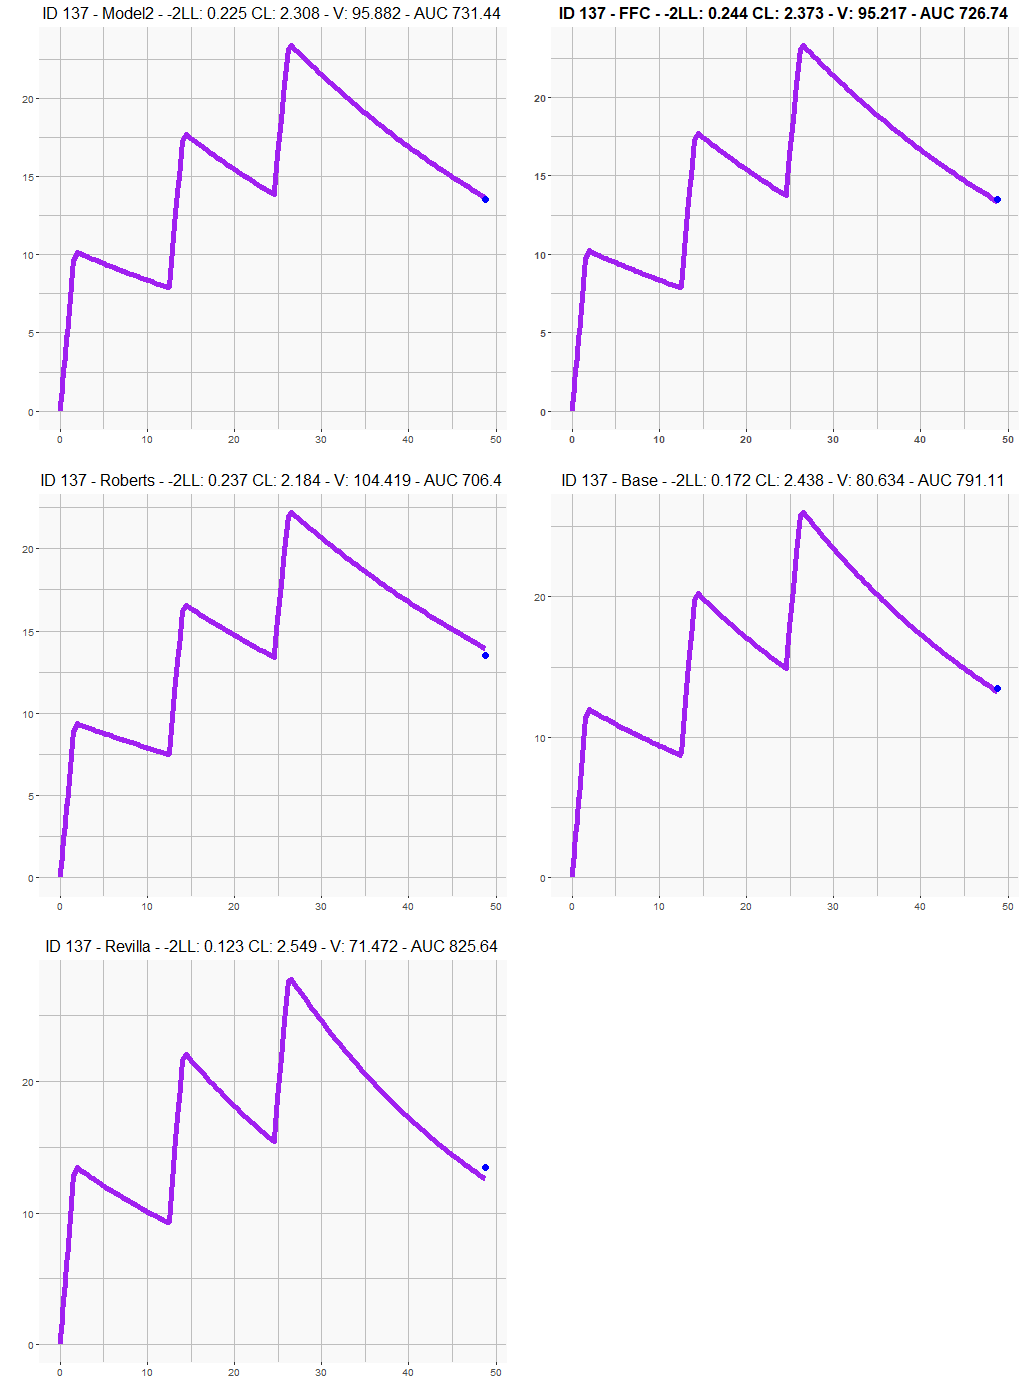 ID 137 - Model2 - -2LL: 0.225 CL: 2.308 - V: 95.882 - AUC 731.44
20
15
10
5
0
0 10 20 30 40 50
ID 137 - FFC - -2LL: 0.244 CL: 2.373 - V: 95.217 - AUC 726.74
20
15
10
5
0
0 10 20 30 40 50
ID 137 - Roberts - -2LL: 0.237 CL: 2.184 - V: 104.419 - AUC 706.4
20
15
10
5
0
0 10 20 30 40 50
ID 137 - Base - -2LL: 0.172 CL: 2.438 - V: 80.634 - AUC 791.11
20
10
0
0 10 20 30 40 50
ID 137 - Revilla - -2LL: 0.123 CL: 2.549 - V: 71.472 - AUC 825.64
20
10
0
0 10 20 30 40 50